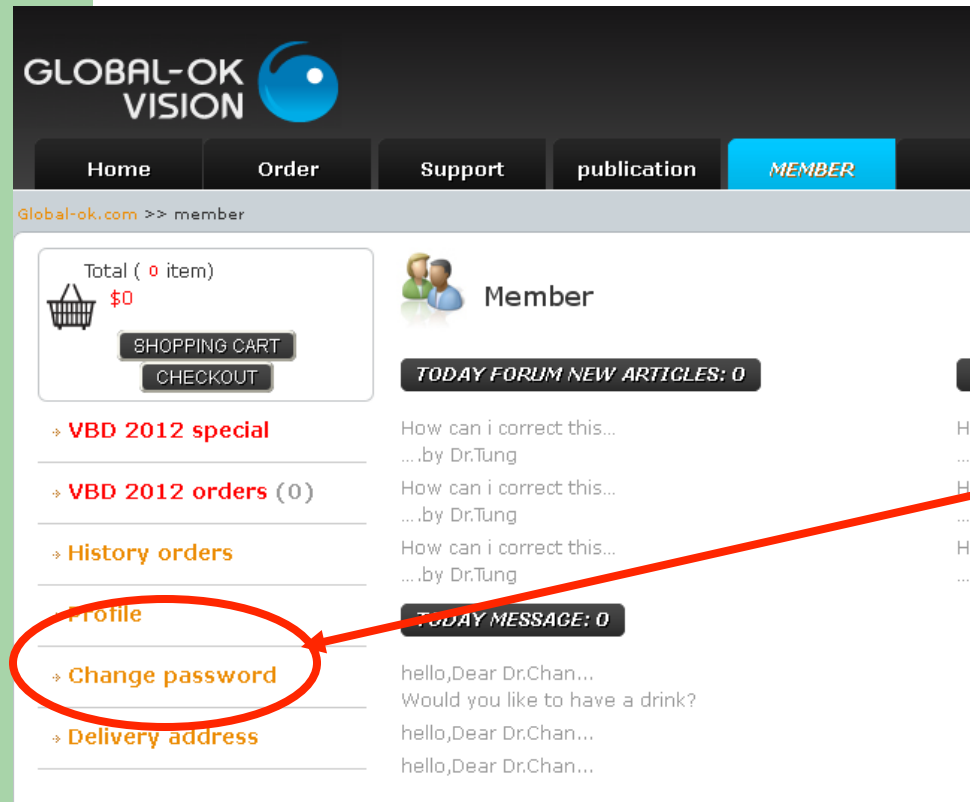 GLOBAL-OK
VISION
Home Order Support publication MEMBER
Global-ok.com >> member
Total ( 0 item)
$0
SHOPPING CART
CHECKOUT
VBD 2012 special
VBD 2012 orders (0)
History orders
Profile
Change password
Delivery address
Member
TODAY FORUM NEW ARTICLES: 0
How can i correct this...
....by Dr.Tung
How can i correct this...
....by Dr.Tung
How can i correct this...
....by Dr.Tung
TODAY MESSAGE: 0
hello,Dear Dr.Chan...
Would you like to have a drink?
hello,Dear Dr.Chan...
hello,Dear Dr.Chan...